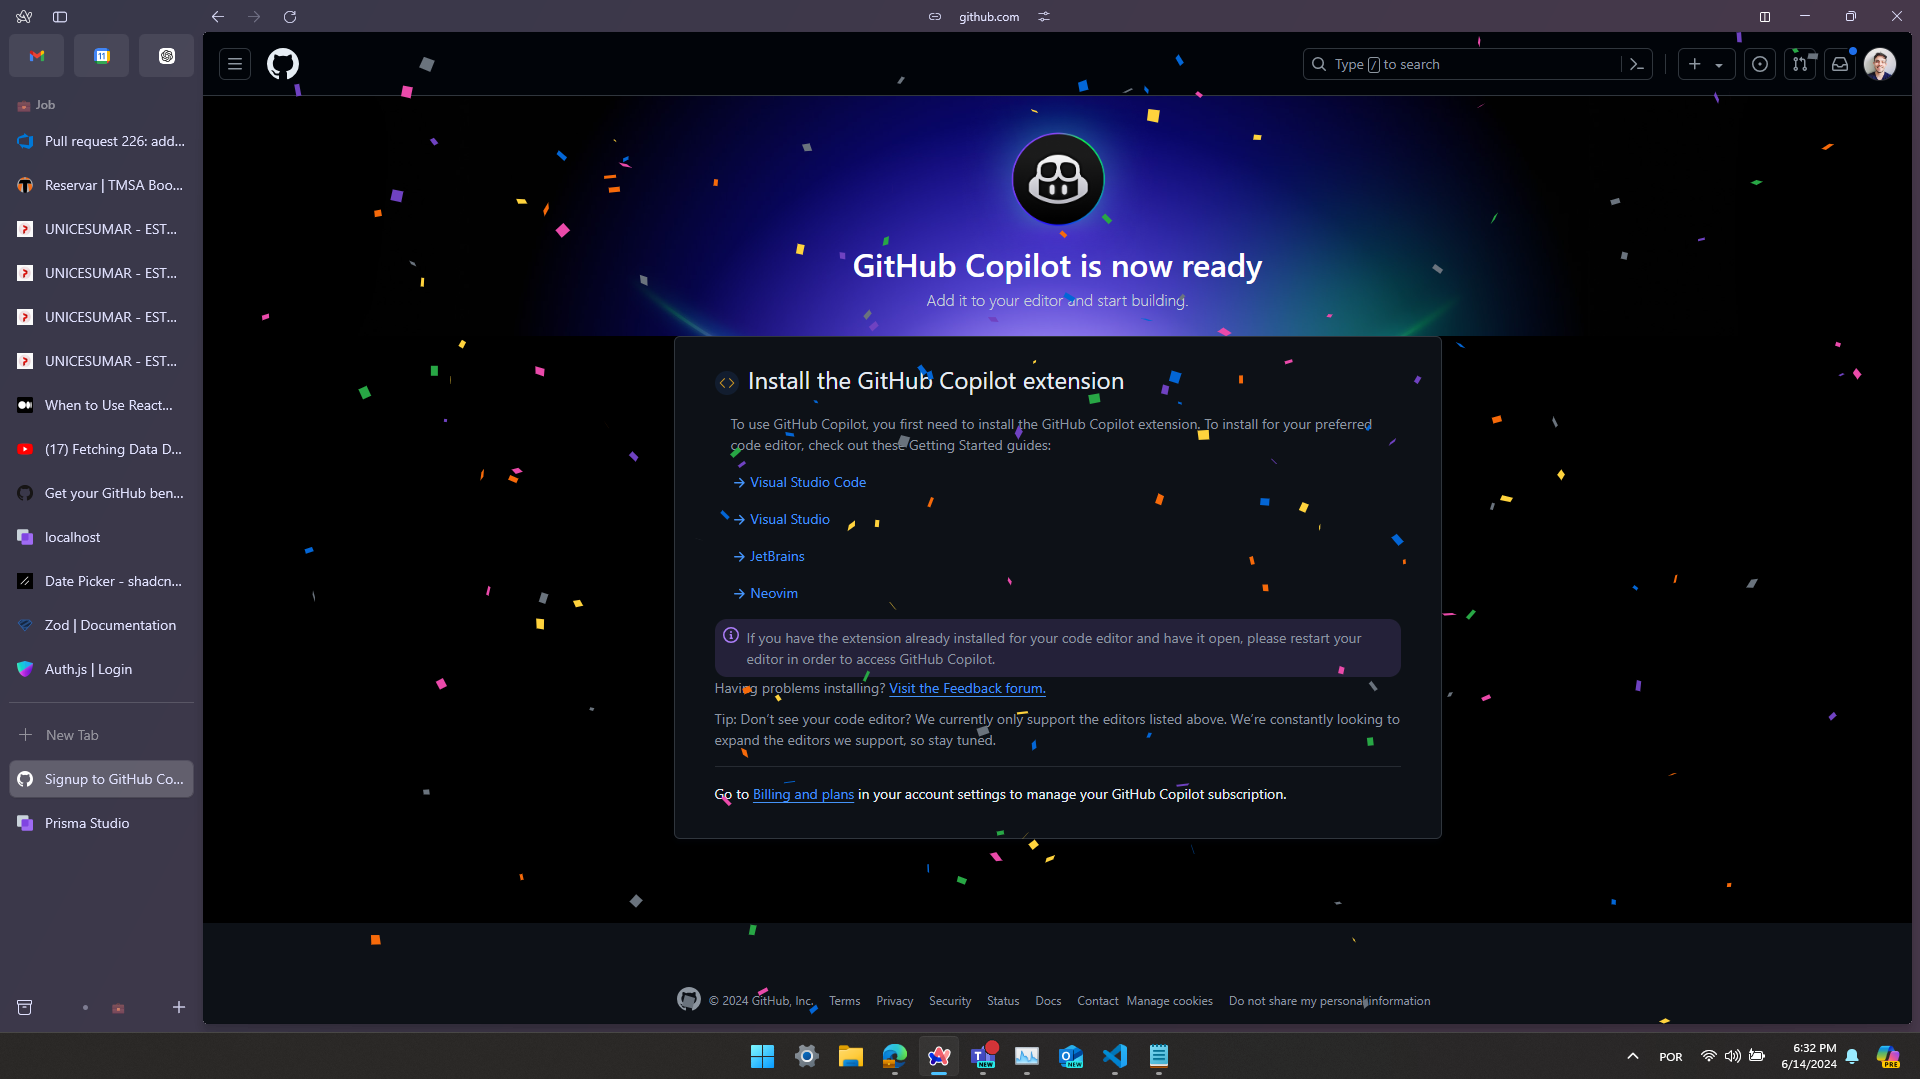 github.com
Type / to search
Job
Pull request 226: add...
Reservar | TMSA Boo...
UNICESUMAR - EST...
UNICESUMAR - EST...
UNICESUMAR - EST...
UNICESUMAR - EST...
When to Use React...
(17) Fetching Data D...
Get your GitHub ben...
localhost
Date Picker - shadcn...
Zod | Documentation
Auth.js | Login
New Tab
Signup to GitHub Co...
Prisma Studio
GitHub Copilot is now ready
Add it to your editor and start building.
Install the GitHub Copilot extension
To use GitHub Copilot, you first need to install the GitHub Copilot extension. To install for your preferred
code editor, check out these Getting Started guides:
Visual Studio Code
Visual Studio
JetBrains
Neovim
If you have the extension already installed for your code editor and have it open, please restart your
editor in order to access GitHub Copilot.
Having problems installing? Visit the Feedback forum.
Tip: Don’t see your code editor? We currently only support the editors listed above. We’re constantly looking to
expand the editors we support, so stay tuned.
Go to Billing and plans in your account settings to manage your GitHub Copilot subscription.
© 2024 GitHub, Inc. Terms Privacy Security Status Docs Contact Manage cookies Do not share my personal information
POR
6:32 PM
6/14/2024